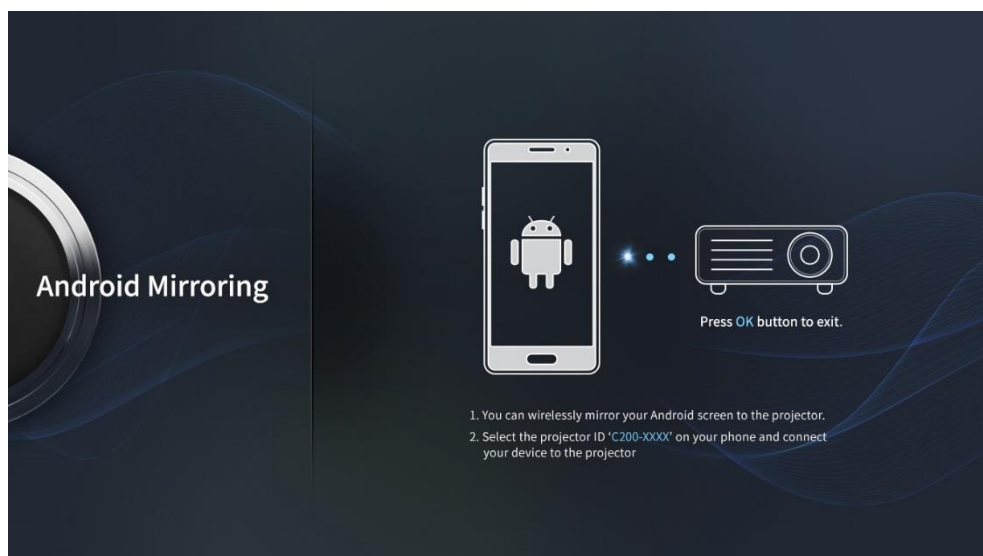 Android Mirroring
Press OK button to exit.
1. You can wirelessly mirror your Android screen to the projector.
2. Select the projector ID ‘C200-XXXX’ on your phone and connect
your device to the projector